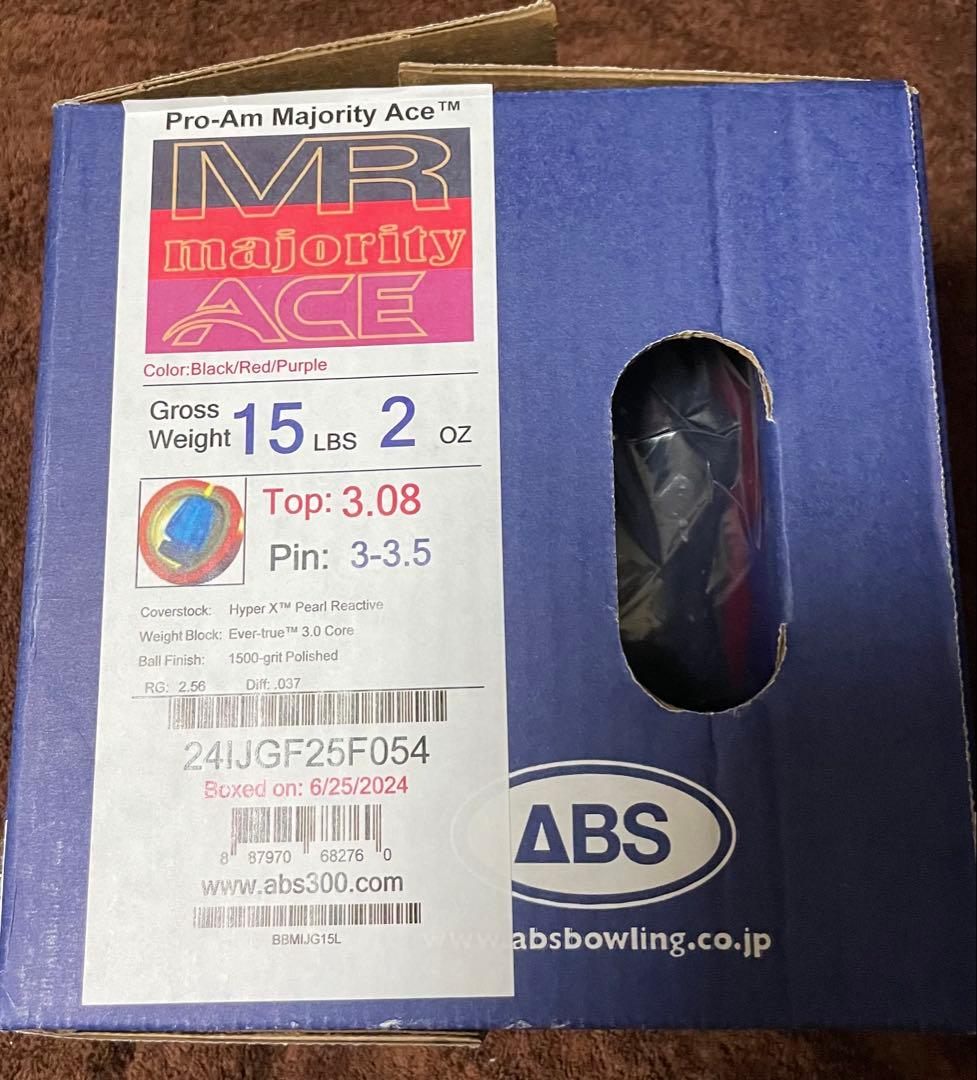 Pro-Am Majority Ace™
MR
majority
ACE
Color:Black/Red/Purple
Gross Weight 15 LBS 2 OZ
Top: 3.08
Pin: 3-3.5
Coverstock: Hyper X™ Pearl Reactive
Weight Block: Ever-true™ 3.0 Core
Ball Finish: 1500-grit Polished
RG: 2.56 Diff: .037
24IJGF25F054
Boxed on: 6/25/2024
8 87970 68276 0
www.abs300.com
BBMIJG15L
ABS
www.absbowling.co.jp